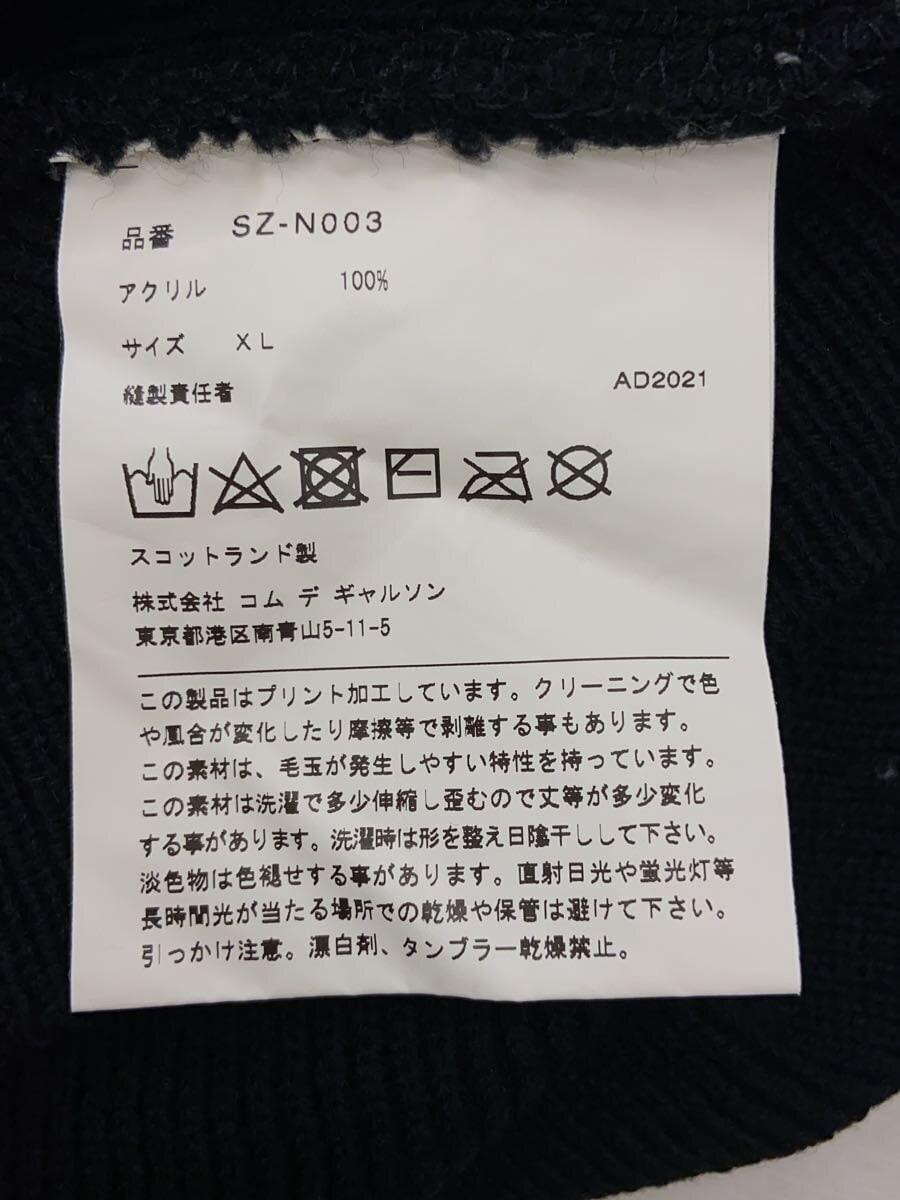 品番 SZ-N003
アクリル 100%
サイズ XL
縫製責任者 AD2021
スコットランド製
株式会社 コム デ ギャルソン
東京都港区南青山5-11-5
この製品はプリント加工しています。クリーニングで色
や風合が変化したり摩擦等で剥離する事もあります。
この素材は、毛玉が発生しやすい特性を持っています。
この素材は洗濯で多少伸縮し歪むので丈等が多少変化
する事があります。洗濯時は形を整え日陰干しして下さい。
淡色物は色褪せする事があります。直射日光や蛍光灯等
長時間光が当たる場所での乾燥や保管は避けて下さい。
引っかけ注意。漂白剤、タンブラー乾燥禁止。